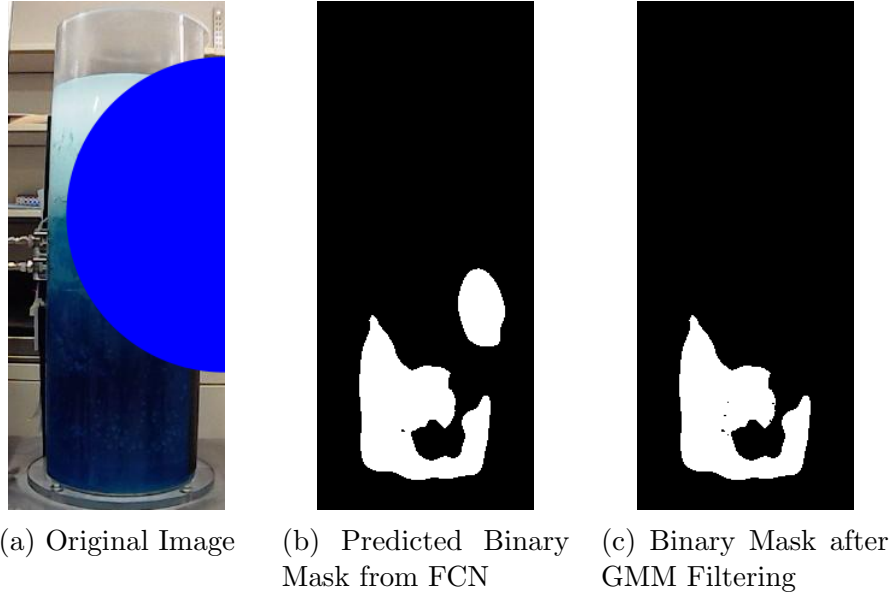 (a) Original Image
(b) Predicted Binary
Mask from FCN
(c) Binary Mask after
GMM Filtering